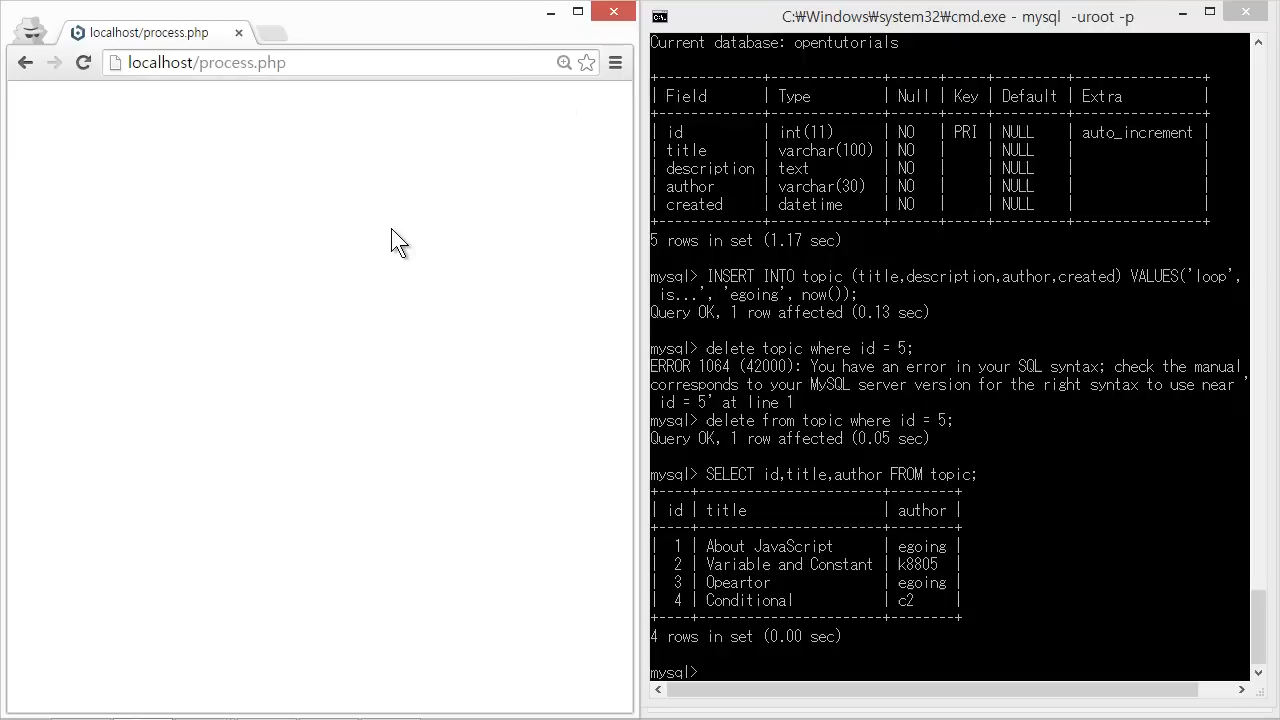 localhost/process.php
localhost/process.php
C:₩Windows₩system32₩cmd.exe - mysql  -uroot -p
Current database: opentutorials
+-------------+--------------+------+-----+---------+----------------+
| Field       | Type         | Null | Key | Default | Extra          |
+-------------+--------------+------+-----+---------+----------------+
| id          | int(11)      | NO   | PRI | NULL    | auto_increment |
| title       | varchar(100) | NO   |     | NULL    |                |
| description | text         | NO   |     | NULL    |                |
| author      | varchar(30)  | NO   |     | NULL    |                |
| created     | datetime     | NO   |     | NULL    |                |
+-------------+--------------+------+-----+---------+----------------+
5 rows in set (1.17 sec)
mysql> INSERT INTO topic (title,description,author,created) VALUES('loop',
 is...', 'egoing', now());
Query OK, 1 row affected (0.13 sec)
mysql> delete topic where id = 5;
ERROR 1064 (42000): You have an error in your SQL syntax; check the manual
corresponds to your MySQL server version for the right syntax to use near '
 id = 5' at line 1
mysql> delete from topic where id = 5;
Query OK, 1 row affected (0.05 sec)
mysql> SELECT id,title,author FROM topic;
+----+-----------------------+--------+
| id | title                 | author |
+----+-----------------------+--------+
|  1 | About JavaScript      | egoing |
|  2 | Variable and Constant | k8805  |
|  3 | Opeartor              | egoing |
|  4 | Conditional           | c2     |
+----+-----------------------+--------+
4 rows in set (0.00 sec)
mysql>